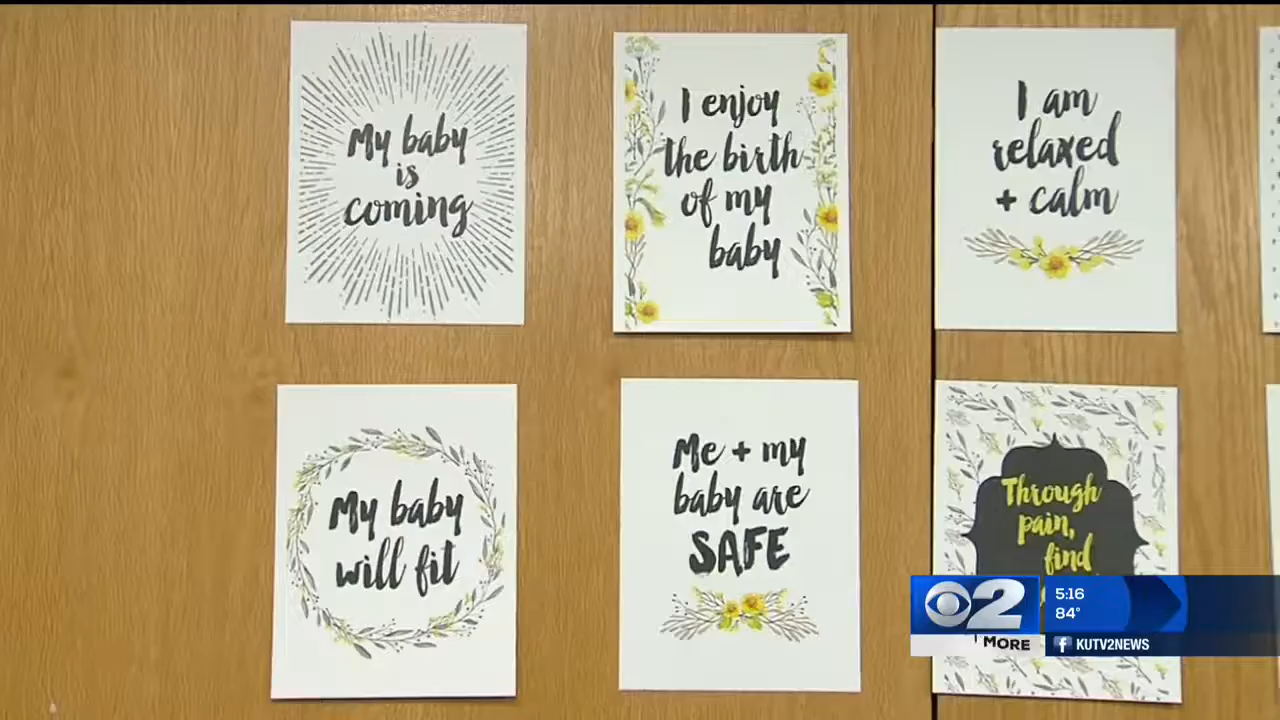 My baby
is
coming
I enjoy
the birth
of my
baby
I am
relaxed
+ calm
My baby
will fit
Me + my
baby are
SAFE
Through
pain,
find
2
5:16
84°
MORE
f KUTV2NEWS